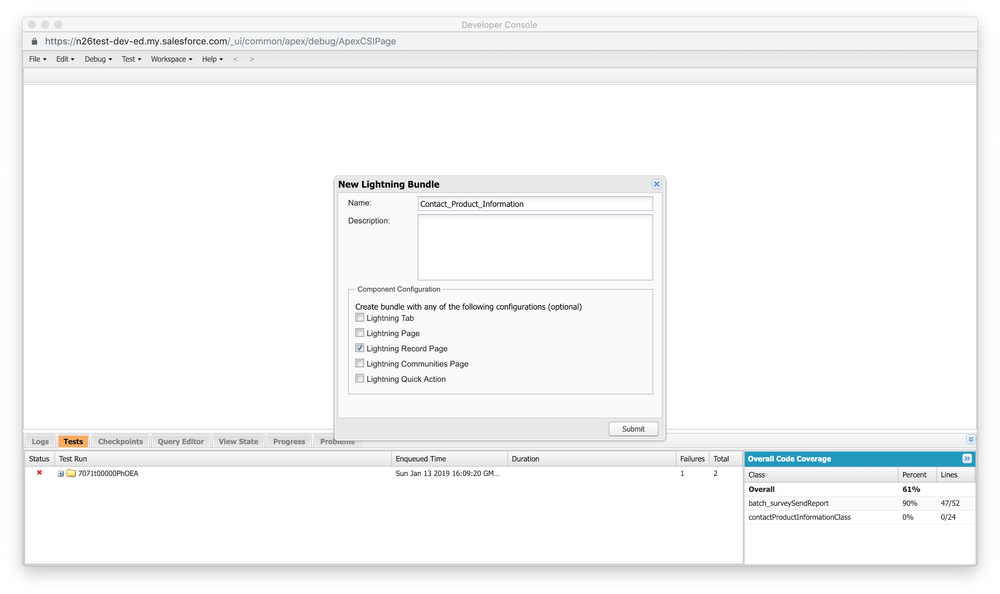 Developer Console
https://n26test-dev-ed.my.salesforce.com/_ui/common/apex/debug/ApexCSIPage
File Edit Debug Test Workspace Help < >
New Lightning Bundle
Name: Contact_Product_Information
Description:
Component Configuration
Create bundle with any of the following configurations (optional)
Lightning Tab
Lightning Page
Lightning Record Page
Lightning Communities Page
Lightning Quick Action
Submit
Logs Tests Checkpoints Query Editor View State Progress Problems
Status Test Run Enqueued Time Duration Failures Total
7071t00000PhOEA Sun Jan 13 2019 16:09:20 GM... 1 2
Overall Code Coverage
Class Percent Lines
Overall 61%
batch_surveySendReport 90% 47/52
contactProductInformationClass 0% 0/24